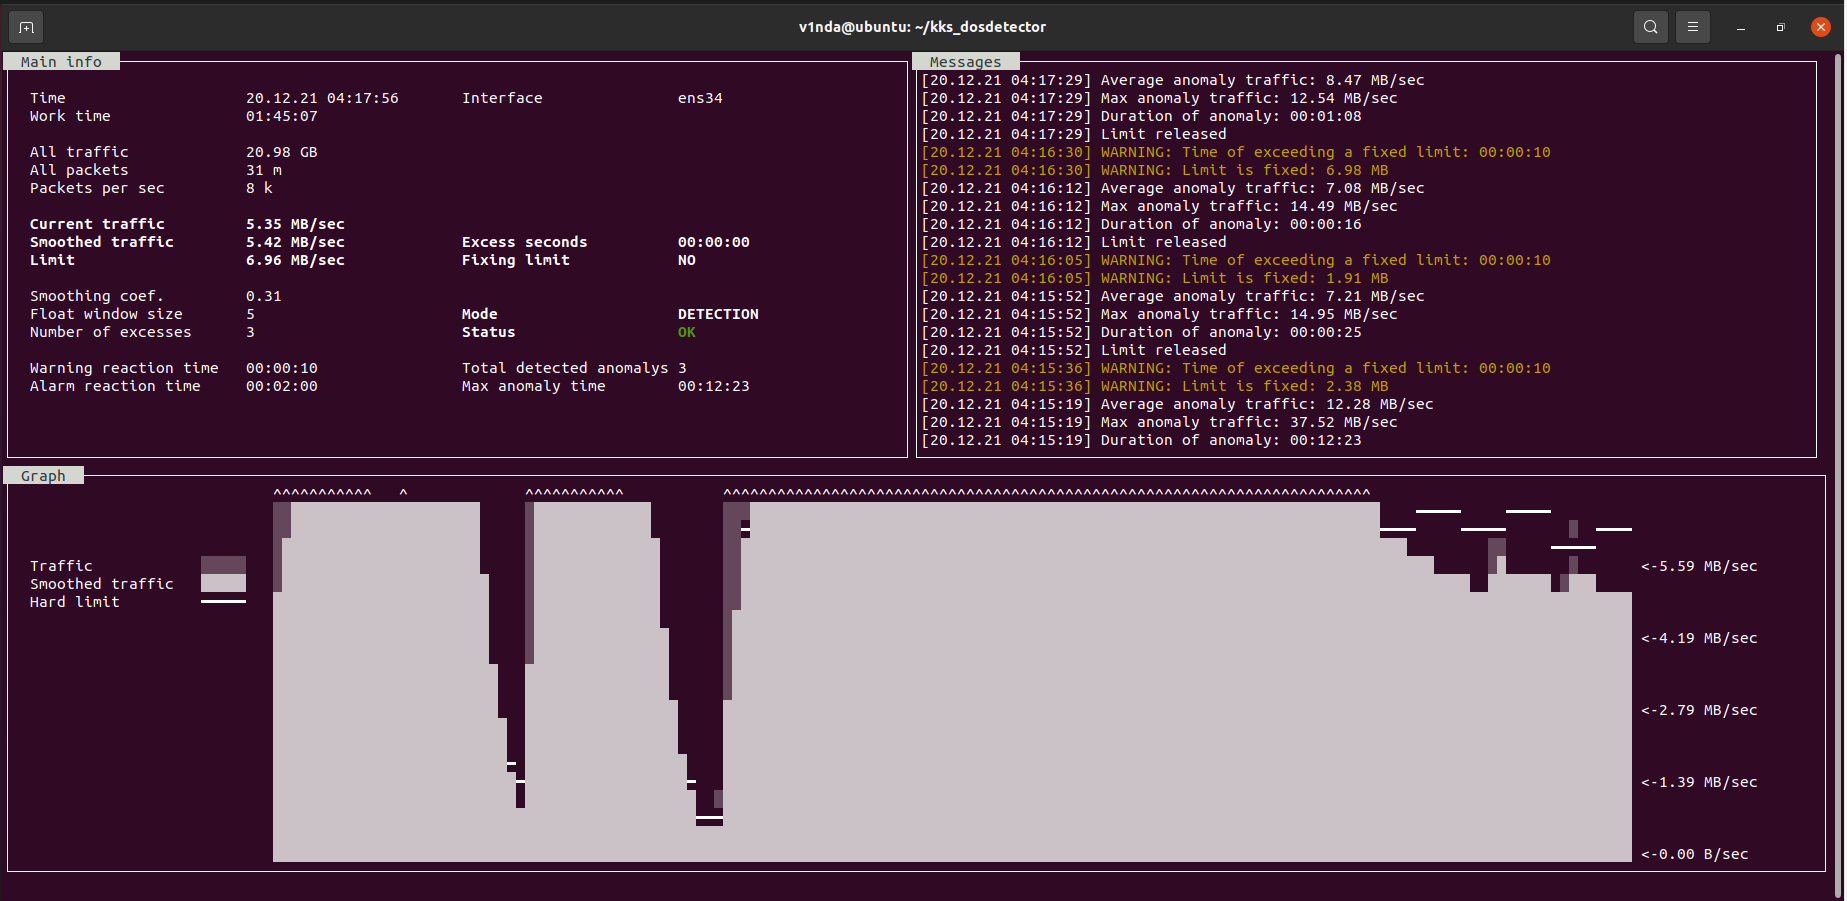 v1nda@ubuntu: ~/kks_dosdetector
Main info
Time 20.12.21 04:17:56 Interface ens34
Work time 01:45:07
All traffic 20.98 GB
All packets 31 m
Packets per sec 8 k
Current traffic 5.35 MB/sec
Smoothed traffic 5.42 MB/sec Excess seconds 00:00:00
Limit 6.96 MB/sec Fixing limit NO
Smoothing coef. 0.31
Float window size 5 Mode DETECTION
Number of excesses 3 Status OK
Warning reaction time 00:00:10 Total detected anomalys 3
Alarm reaction time 00:02:00 Max anomaly time 00:12:23
Messages
[20.12.21 04:17:29] Average anomaly traffic: 8.47 MB/sec
[20.12.21 04:17:29] Max anomaly traffic: 12.54 MB/sec
[20.12.21 04:17:29] Duration of anomaly: 00:01:08
[20.12.21 04:17:29] Limit released
[20.12.21 04:16:30] WARNING: Time of exceeding a fixed limit: 00:00:10
[20.12.21 04:16:30] WARNING: Limit is fixed: 6.98 MB
[20.12.21 04:16:12] Average anomaly traffic: 7.08 MB/sec
[20.12.21 04:16:12] Max anomaly traffic: 14.49 MB/sec
[20.12.21 04:16:12] Duration of anomaly: 00:00:16
[20.12.21 04:16:12] Limit released
[20.12.21 04:16:05] WARNING: Time of exceeding a fixed limit: 00:00:10
[20.12.21 04:16:05] WARNING: Limit is fixed: 1.91 MB
[20.12.21 04:15:52] Average anomaly traffic: 7.21 MB/sec
[20.12.21 04:15:52] Max anomaly traffic: 14.95 MB/sec
[20.12.21 04:15:52] Duration of anomaly: 00:00:25
[20.12.21 04:15:52] Limit released
[20.12.21 04:15:36] WARNING: Time of exceeding a fixed limit: 00:00:10
[20.12.21 04:15:36] WARNING: Limit is fixed: 2.38 MB
[20.12.21 04:15:19] Average anomaly traffic: 12.28 MB/sec
[20.12.21 04:15:19] Max anomaly traffic: 37.52 MB/sec
[20.12.21 04:15:19] Duration of anomaly: 00:12:23
Graph
^^^^^^^^^^^ ^ ^^^^^^^^^^^ ^^^^^^^^^^^^^^^^^^^^^^^^^^^^^^^^^^^^^^^^^^^^^^^^^^^^^^^^^^^^^^^^^^^^^^^^
Traffic
Smoothed traffic
Hard limit
<-5.59 MB/sec
<-4.19 MB/sec
<-2.79 MB/sec
<-1.39 MB/sec
<-0.00 B/sec